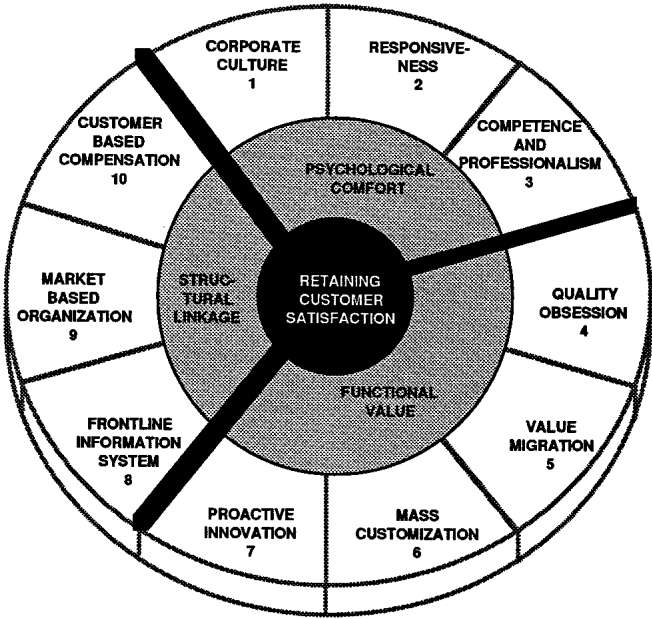 CORPORATE
CULTURE
1
RESPONSIVE-
NESS
2
COMPETENCE
AND
PROFESSIONALISM
3
QUALITY
OBSESSION
4
VALUE
MIGRATION
5
MASS
CUSTOMIZATION
6
PROACTIVE
INNOVATION
7
FRONTLINE
INFORMATION
SYSTEM
8
MARKET
BASED
ORGANIZATION
9
CUSTOMER
BASED
COMPENSATION
10
PSYCHOLOGICAL
COMFORT
STRUC-
TURAL
LINKAGE
FUNCTIONAL
VALUE
RETAINING
CUSTOMER
SATISFACTION